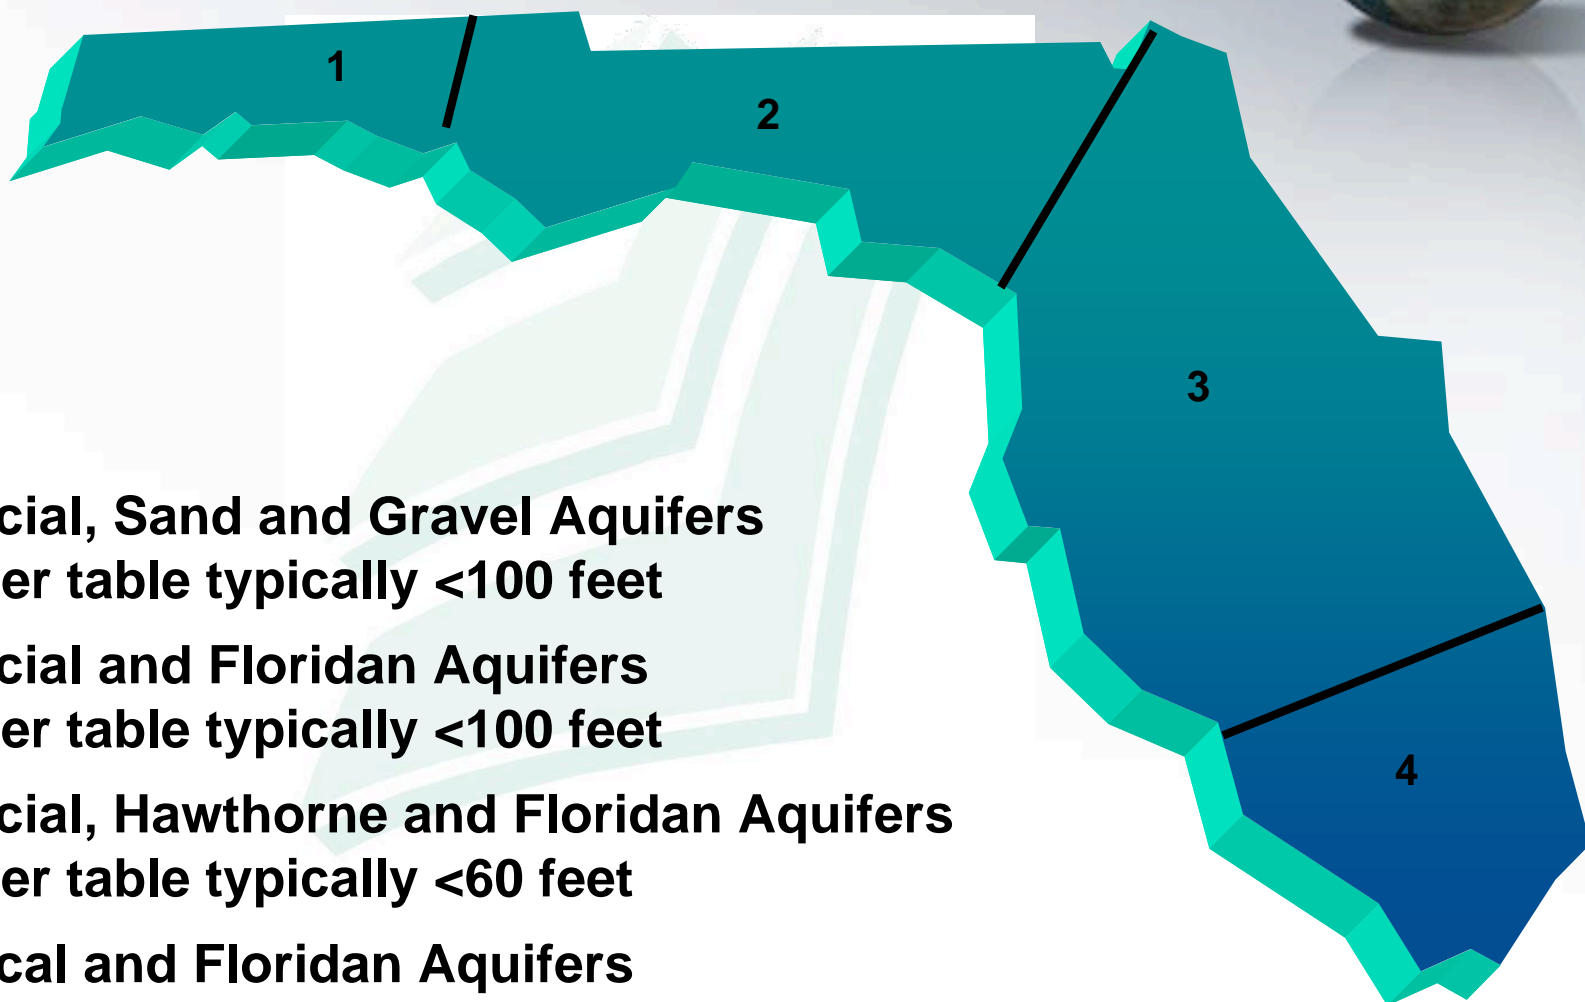 1
2
3
4
cial, Sand and Gravel Aquifers
er table typically <100 feet
cial and Floridan Aquifers
er table typically <100 feet
cial, Hawthorne and Floridan Aquifers
er table typically <60 feet
cal and Floridan Aquifers